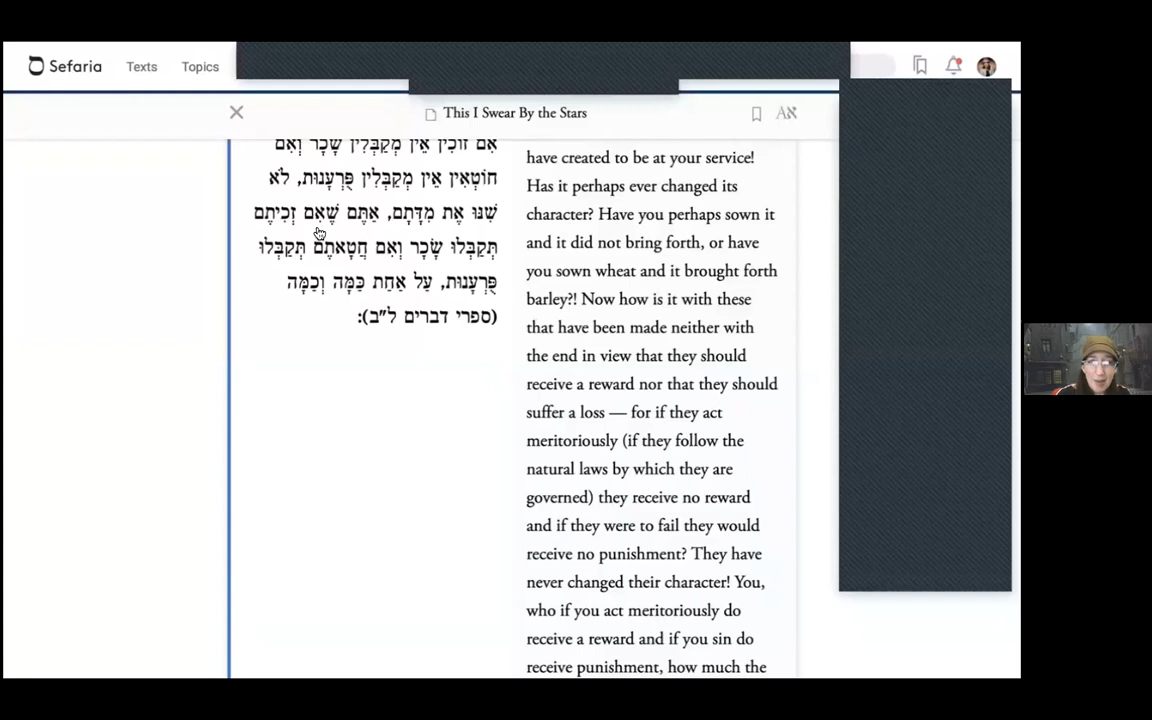 Sefaria
Texts
Topics
This I Swear By the Stars
אִם זוֹכִין אֵין מְקַבְּלִין שָׂכָר וְאִם
חוֹטְאִין אֵין מְקַבְּלִין פֻּרְעָנוּת, לֹא
שִׁנּוּ אֶת מִדָּתָם, אַתֶּם שֶׁאִם זְכִיתֶם
תְּקַבְּלוּ שָׂכָר וְאִם חֲטָאתֶם תְּקַבְּלוּ
פֻּרְעָנוּת, עַל אַחַת כַּמָּה וְכַמָּה
(ספרי דברים ל״ב):
have created to be at your service!
Has it perhaps ever changed its
character? Have you perhaps sown it
and it did not bring forth, or have
you sown wheat and it brought forth
barley?! Now how is it with these
that have been made neither with
the end in view that they should
receive a reward nor that they should
suffer a loss — for if they act
meritoriously (if they follow the
natural laws by which they are
governed) they receive no reward
and if they were to fail they would
receive no punishment? They have
never changed their character! You,
who if you act meritoriously do
receive a reward and if you sin do
receive punishment, how much the